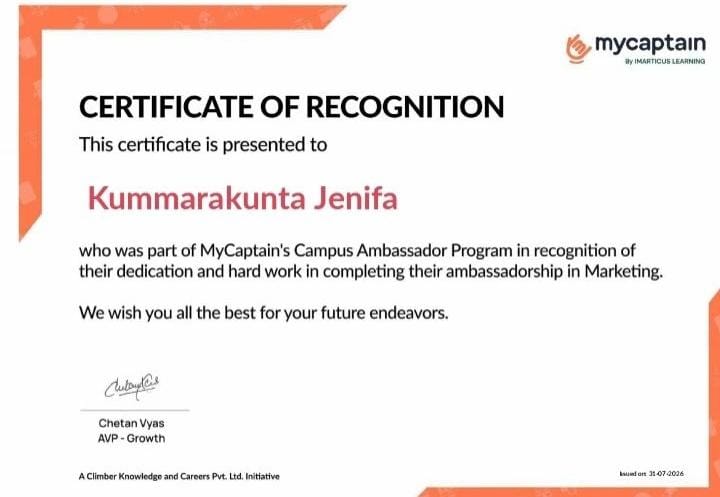 mycaptain
By IMARTICUS LEARNING
CERTIFICATE OF RECOGNITION
This certificate is presented to
Kummarakunta Jenifa
who was part of MyCaptain's Campus Ambassador Program in recognition of
their dedication and hard work in completing their ambassadorship in Marketing.
We wish you all the best for your future endeavors.
Chetan Vyas
AVP - Growth
A Climber Knowledge and Careers Pvt. Ltd. Initiative
Issued on: 31-07-2026